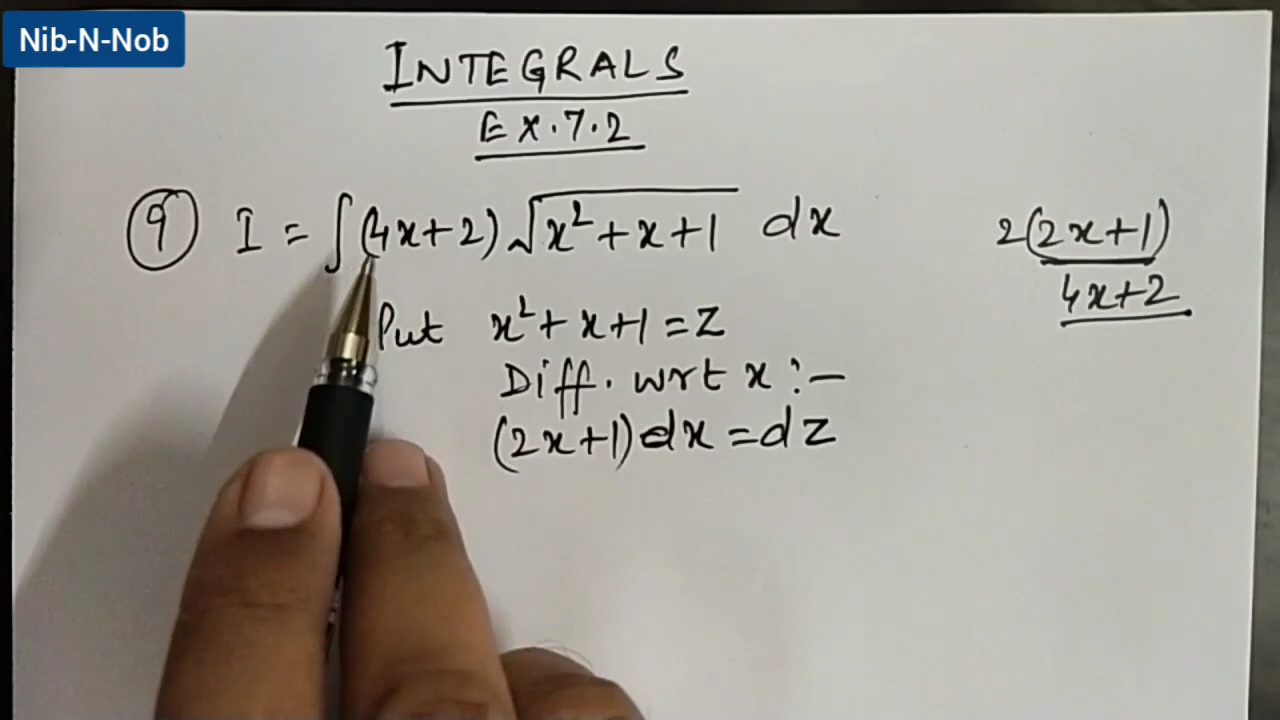 Nib-N-Nob
INTEGRALS
Ex.7.2
9 I = ∫(4x+2)√x²+x+1 dx
2(2x+1)
4x+2
Put x²+x+1=z
Diff. wrt x :-
(2x+1)dx=dz